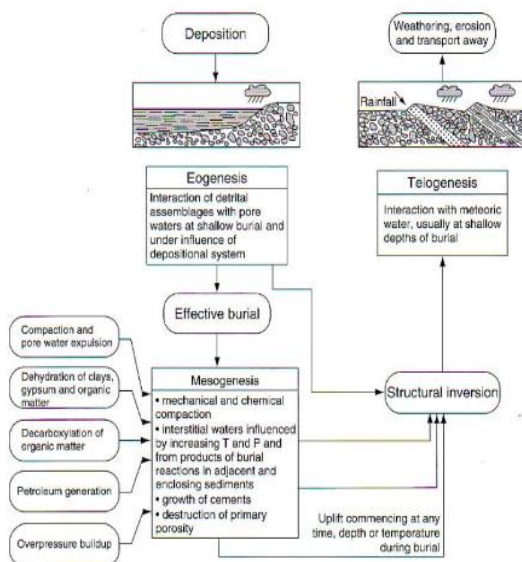 Deposition
Weathering, erosion
and transport away
Rainfall
Eogenesis
Interaction of detrital
assemblages with pore
waters at shallow burial and
under influence of
depositional system
Telogenesis
Interaction with meteoric
water, usually at shallow
depths of burial
Effective burial
Compaction and
pore water expulsion
Dehydration of clays,
gypsum and organic
matter
Decarboxylation of
organic matter
Petroleum generation
Overpressure buildup
Mesogenesis
• mechanical and chemical
compaction
• interstitial waters influenced
by increasing T and P and
from products of burial
reactions in adjacent and
enclosing sediments
• growth of cements
• destruction of primary
porosity
Structural inversion
Uplift commencing at any
time, depth or temperature
during burial